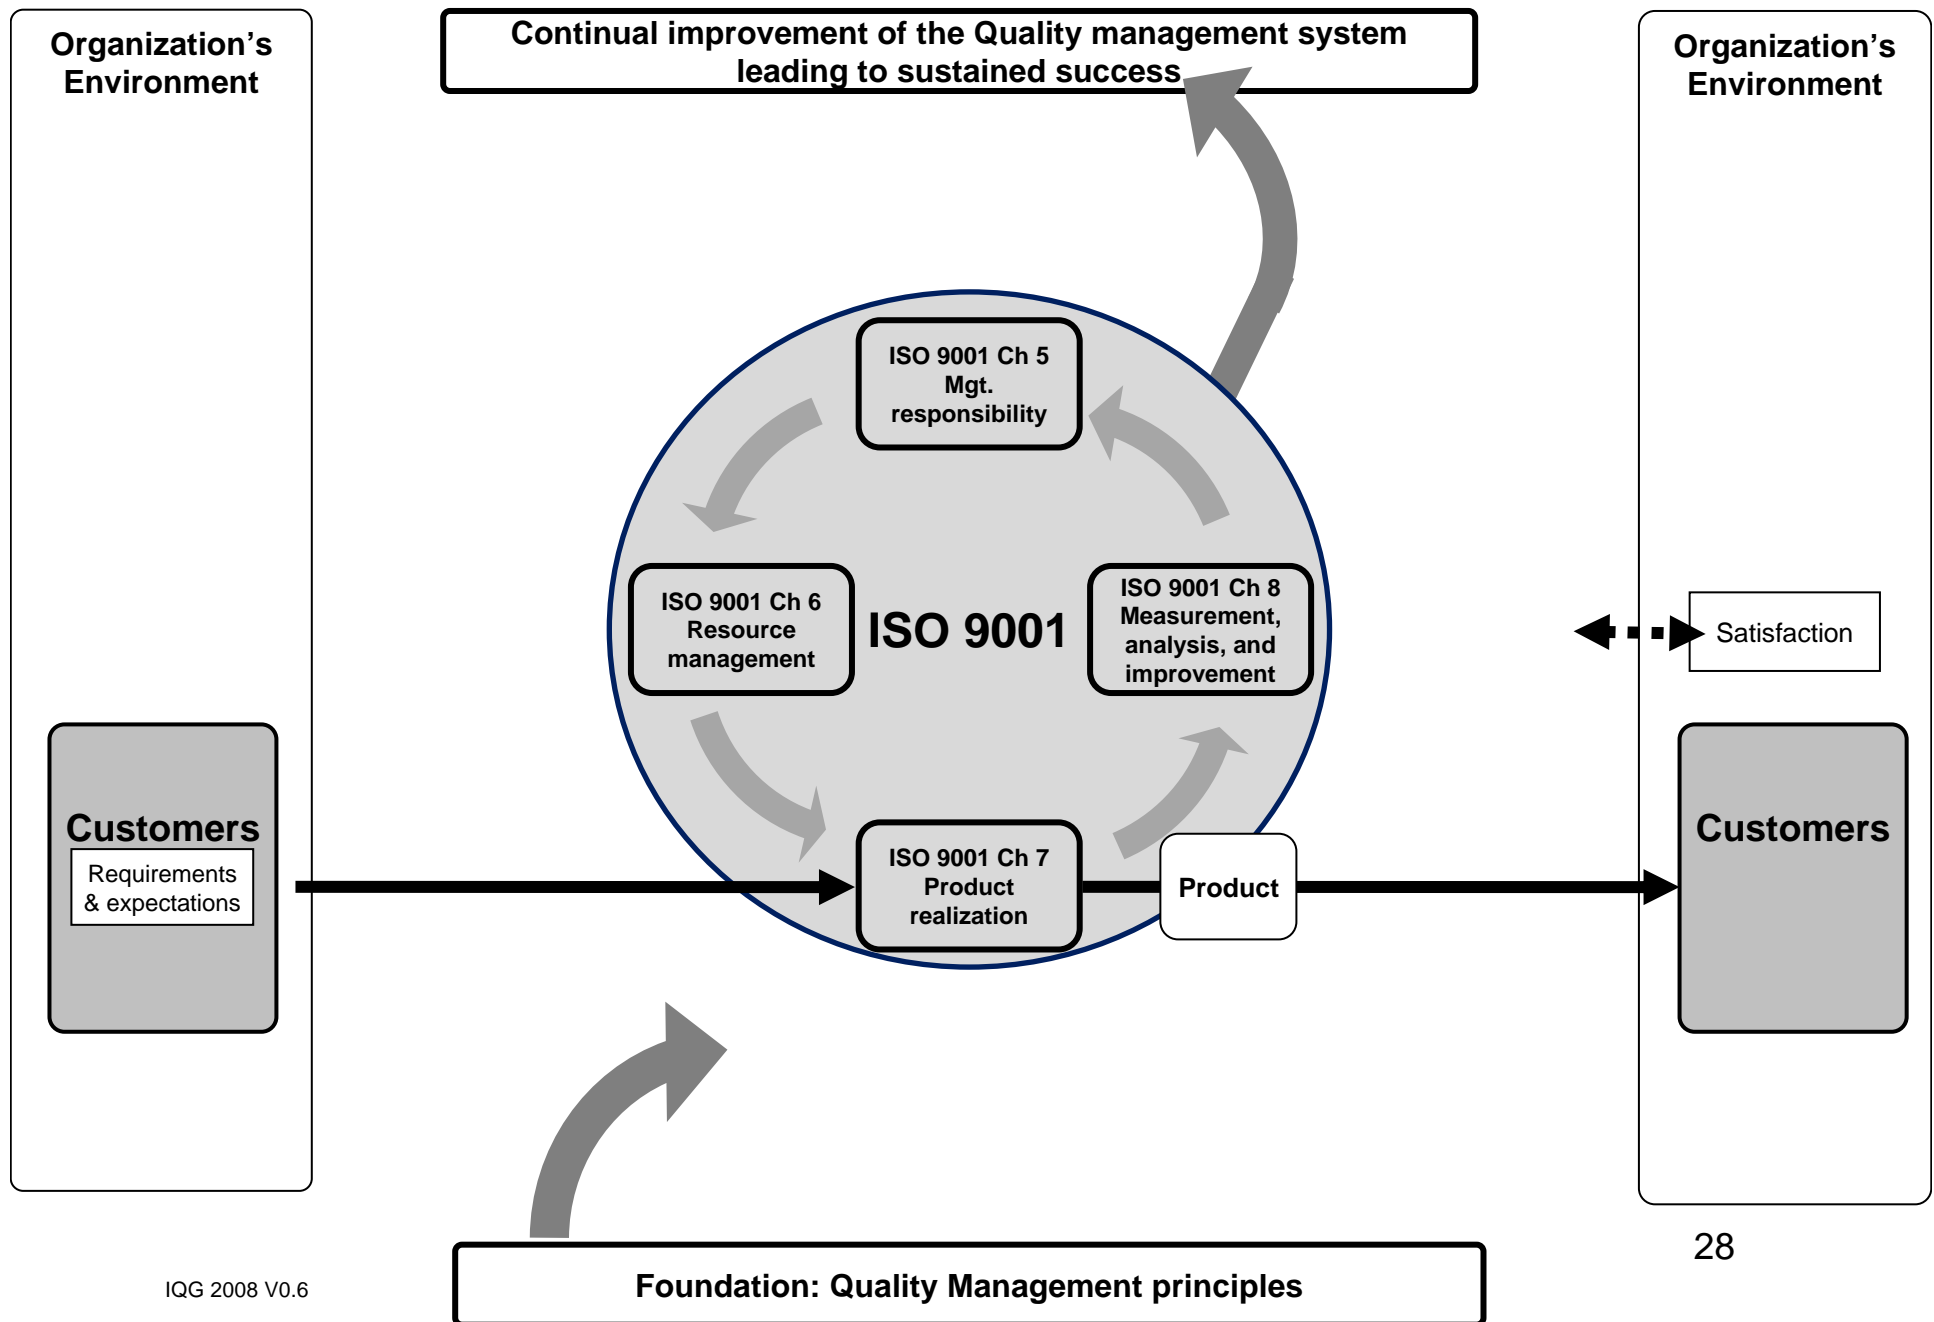 Organization's
Environment
Continual improvement of the Quality management system
leading to sustained success
Organization's
Environment
ISO 9001 Ch 5
Mgt.
responsibility
ISO 9001 Ch 6
Resource
management
ISO 9001
ISO 9001 Ch 8
Measurement,
analysis, and
improvement
Satisfaction
Customers
Requirements
& expectations
ISO 9001 Ch 7
Product
realization
Product
Customers
Foundation: Quality Management principles
IQG 2008 V0.6
28